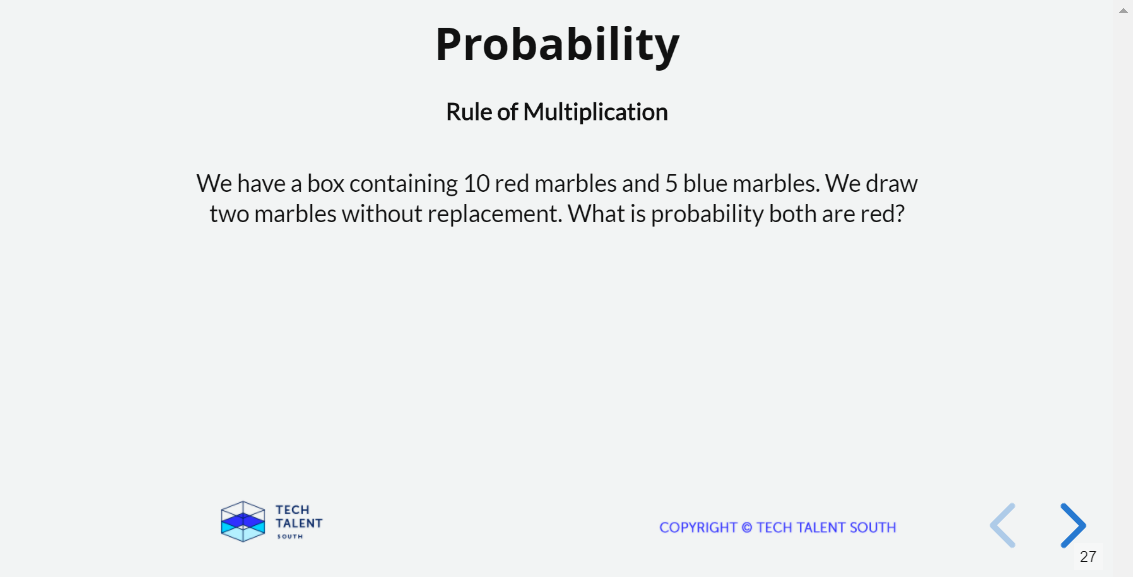 Probability
Rule of Multiplication
We have a box containing 10 red marbles and 5 blue marbles. We draw
two marbles without replacement. What is probability both are red?
TECH
TALENT
SOUTH
COPYRIGHT © TECH TALENT SOUTH
27